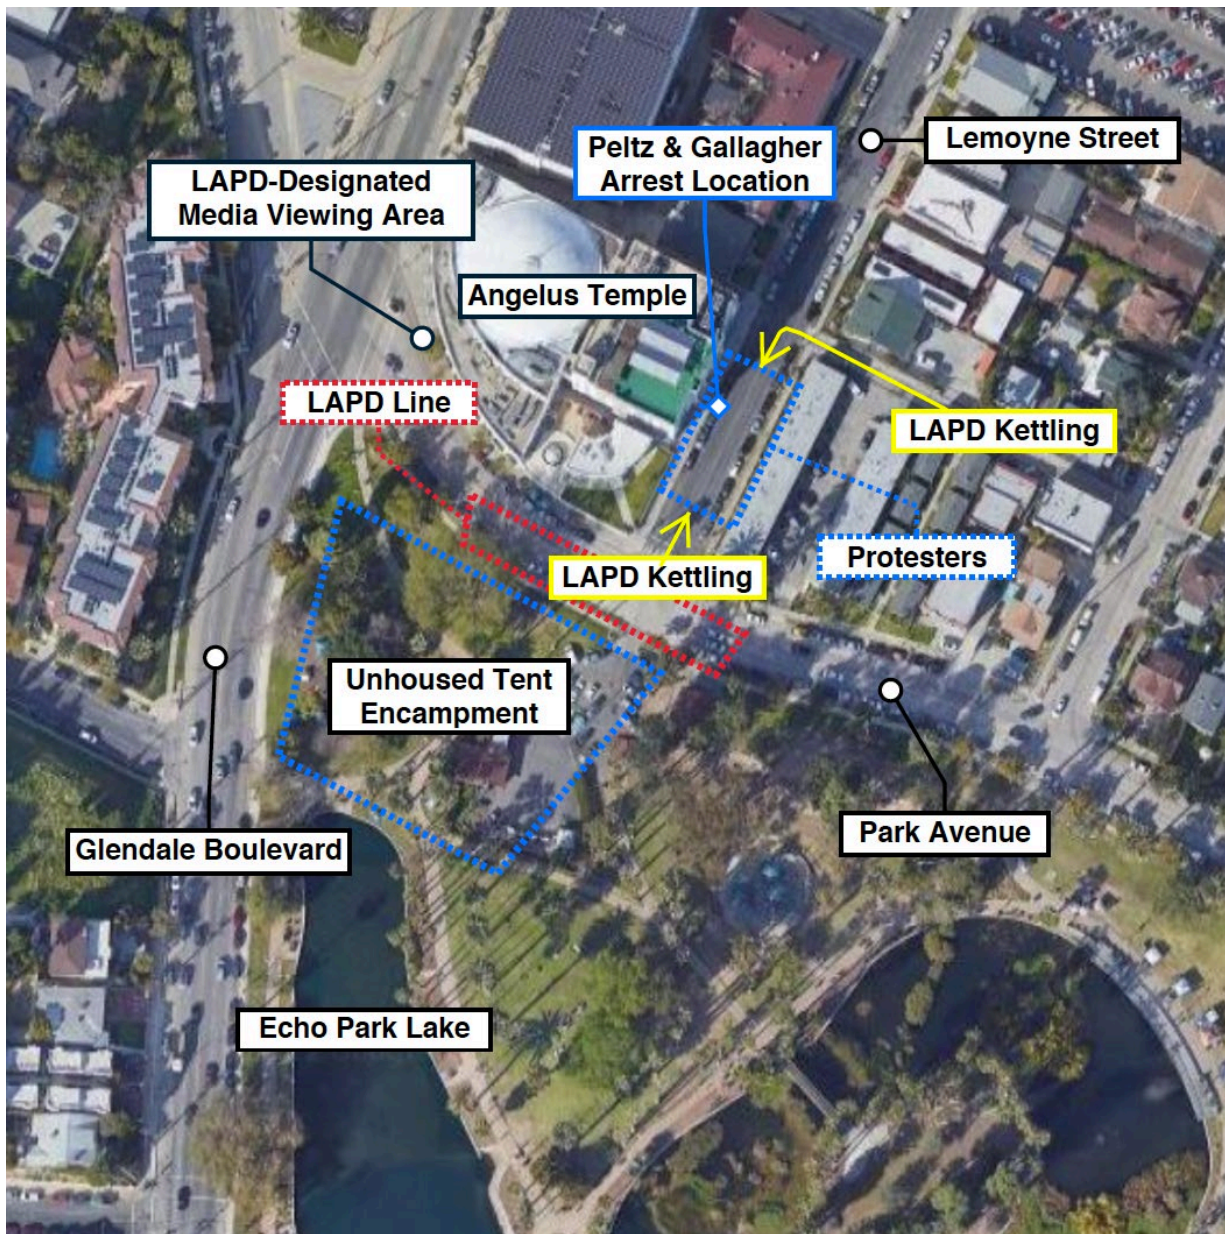 Peltz & Gallagher
Arrest Location
Lemoyne Street
LAPD-Designated
Media Viewing Area
Angelus Temple
LAPD Line
LAPD Kettling
LAPD Kettling
Protesters
Unhoused Tent
Encampment
Park Avenue
Glendale Boulevard
Echo Park Lake